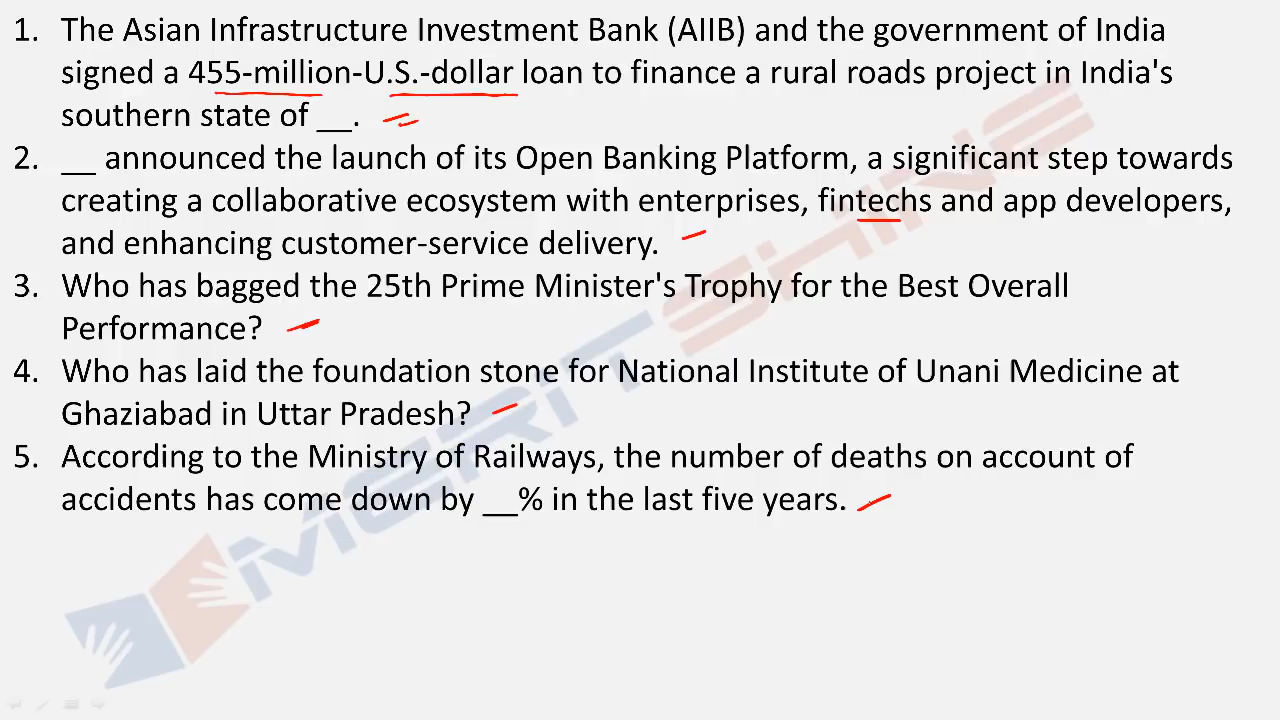 1. The Asian Infrastructure Investment Bank (AIIB) and the government of India
signed a 455-million-U.S.-dollar loan to finance a rural roads project in India's
southern state of __.
2. __ announced the launch of its Open Banking Platform, a significant step towards
creating a collaborative ecosystem with enterprises, fintechs and app developers,
and enhancing customer-service delivery.
3. Who has bagged the 25th Prime Minister's Trophy for the Best Overall
Performance?
4. Who has laid the foundation stone for National Institute of Unani Medicine at
Ghaziabad in Uttar Pradesh?
5. According to the Ministry of Railways, the number of deaths on account of
accidents has come down by __% in the last five years.
MERITSHINE